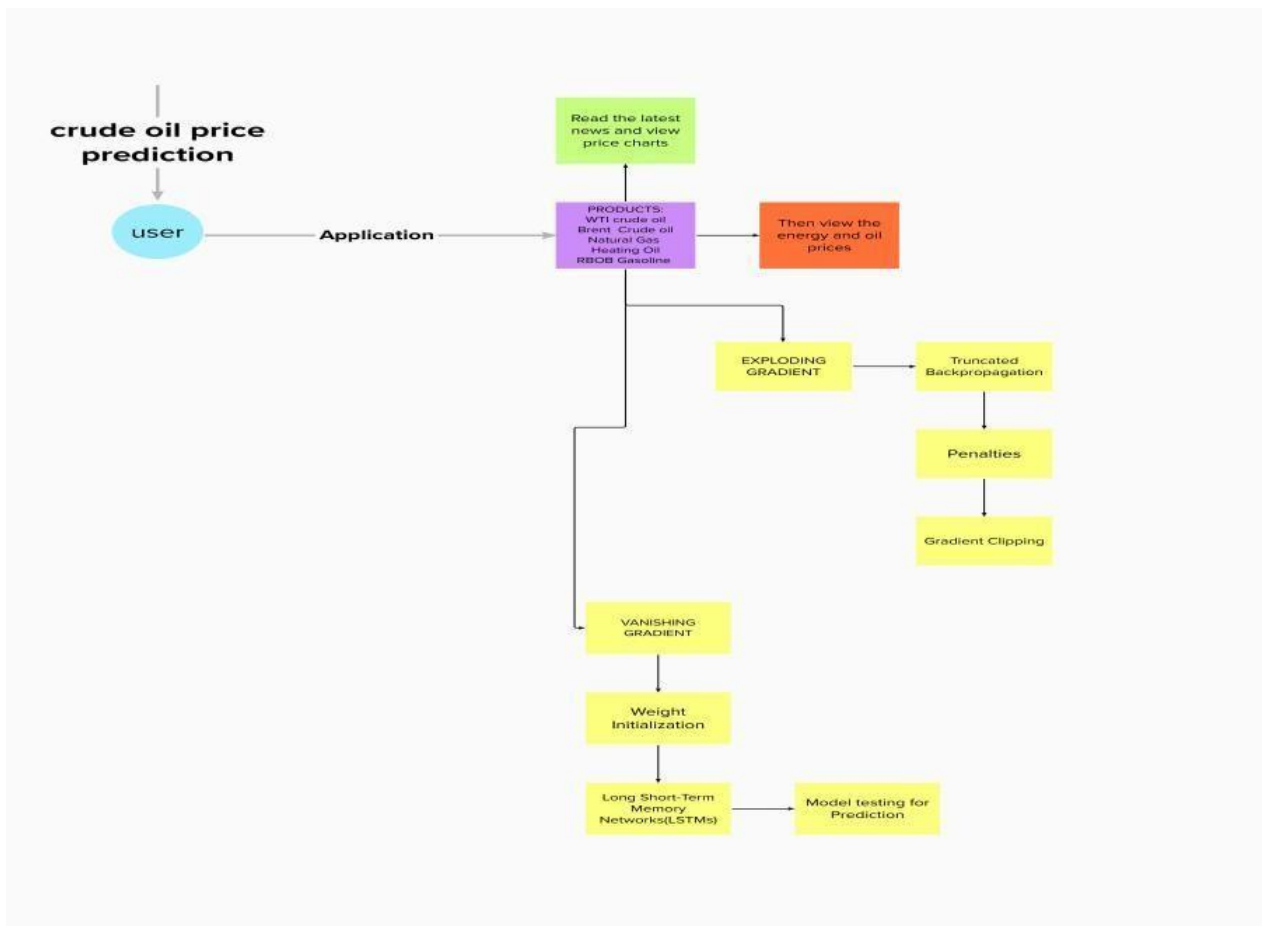 crude oil price
prediction
user
Application
Read the latest
news and view
price charts
PRODUCTS:
WTI crude oil
Brent Crude oil
Natural Gas
Heating Oil
RBOB Gasoline
Then view the
energy and oil
prices
EXPLODING
GRADIENT
Truncated
Backpropagation
Penalties
Gradient Clipping
VANISHING
GRADIENT
Weight
Initialization
Long Short-Term
Memory
Networks(LSTMs)
Model testing for
Prediction